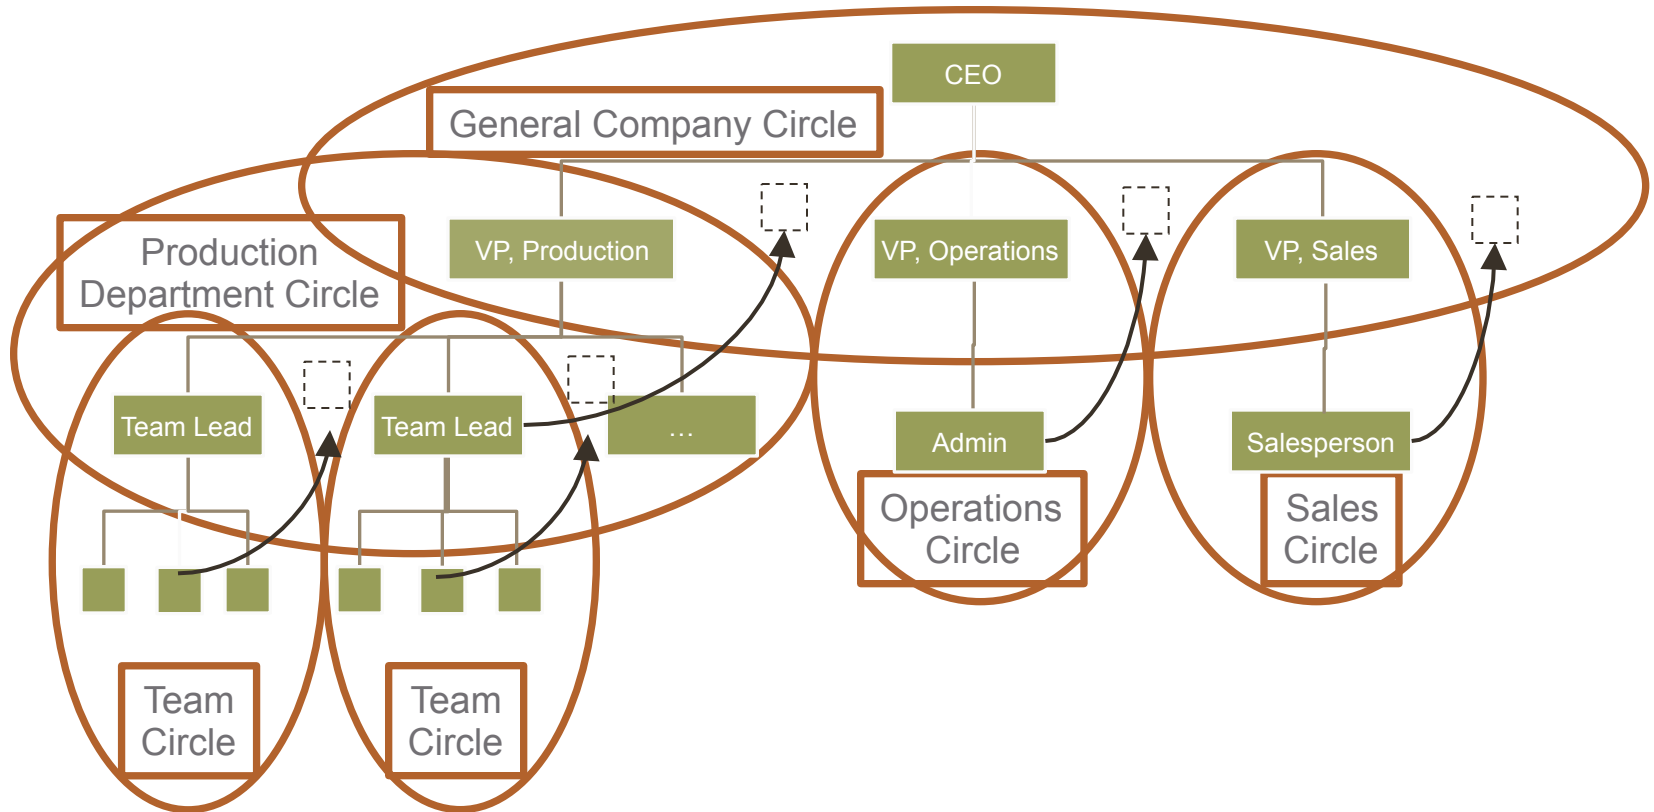 CEO
General Company Circle
VP, Production
VP, Operations
VP, Sales
Production
Department Circle
Team Lead
Team Lead
...
Admin
Salesperson
Operations
Circle
Sales
Circle
Team
Circle
Team
Circle